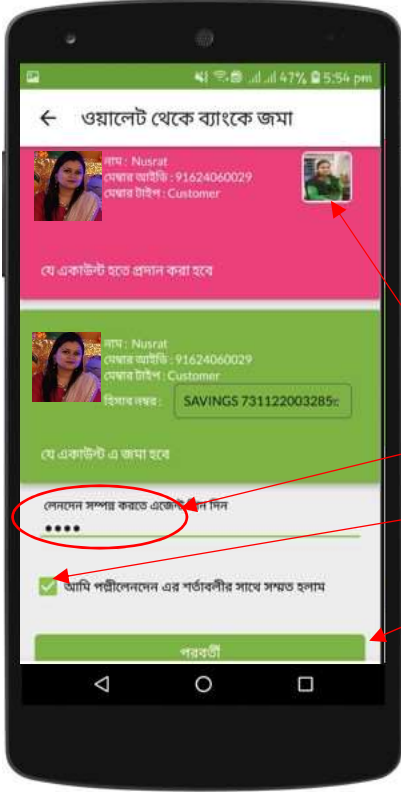 47% 5:54 pm
ওয়ালেট থেকে ব্যাংকে জমা
নাম : Nusrat
মেম্বার আইডি : 91624060029
মেম্বার টাইপ : Customer
যে একাউন্ট হতে প্রদান করা হবে
নাম : Nusrat
মেম্বার আইডি : 91624060029
মেম্বার টাইপ : Customer
হিসাব নম্বর : SAVINGS 731122003285
যে একাউন্ট এ জমা হবে
লেনদেন সম্পন্ন করতে এজেন্ট পিন দিন
••••
আমি পল্লীলেনদেন এর শর্তাবলীর সাথে সম্মত হলাম
পরবর্তী